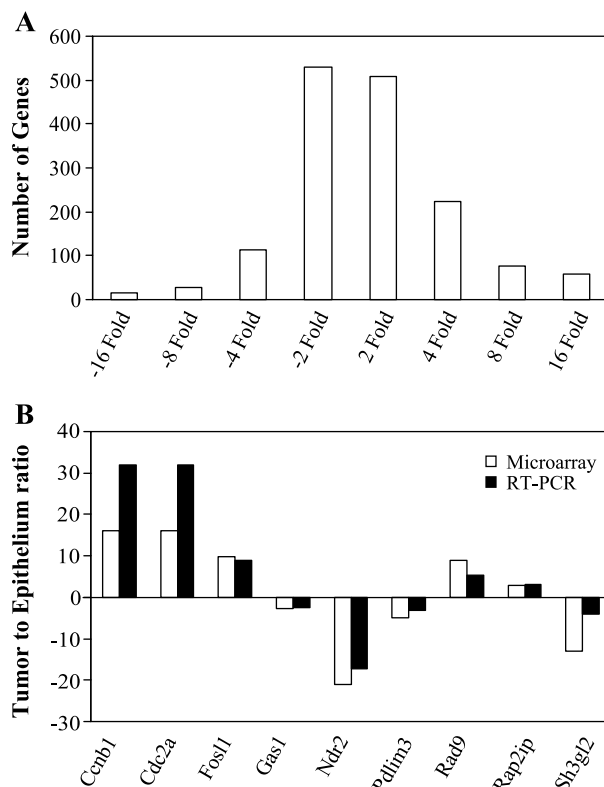 A
Number of Genes
600
500
400
300
200
100
0
-16 Fold
-8 Fold
-4 Fold
-2 Fold
2 Fold
4 Fold
8 Fold
16 Fold
B
Tumor to Epithelium ratio
40
30
20
10
0
-10
-20
-30
Microarray
RT-PCR
Ccnb1
Cdc2a
Fosl1
Gas1
Ndr2
Pdlim3
Rad9
Rap2ip
Sh3gl2